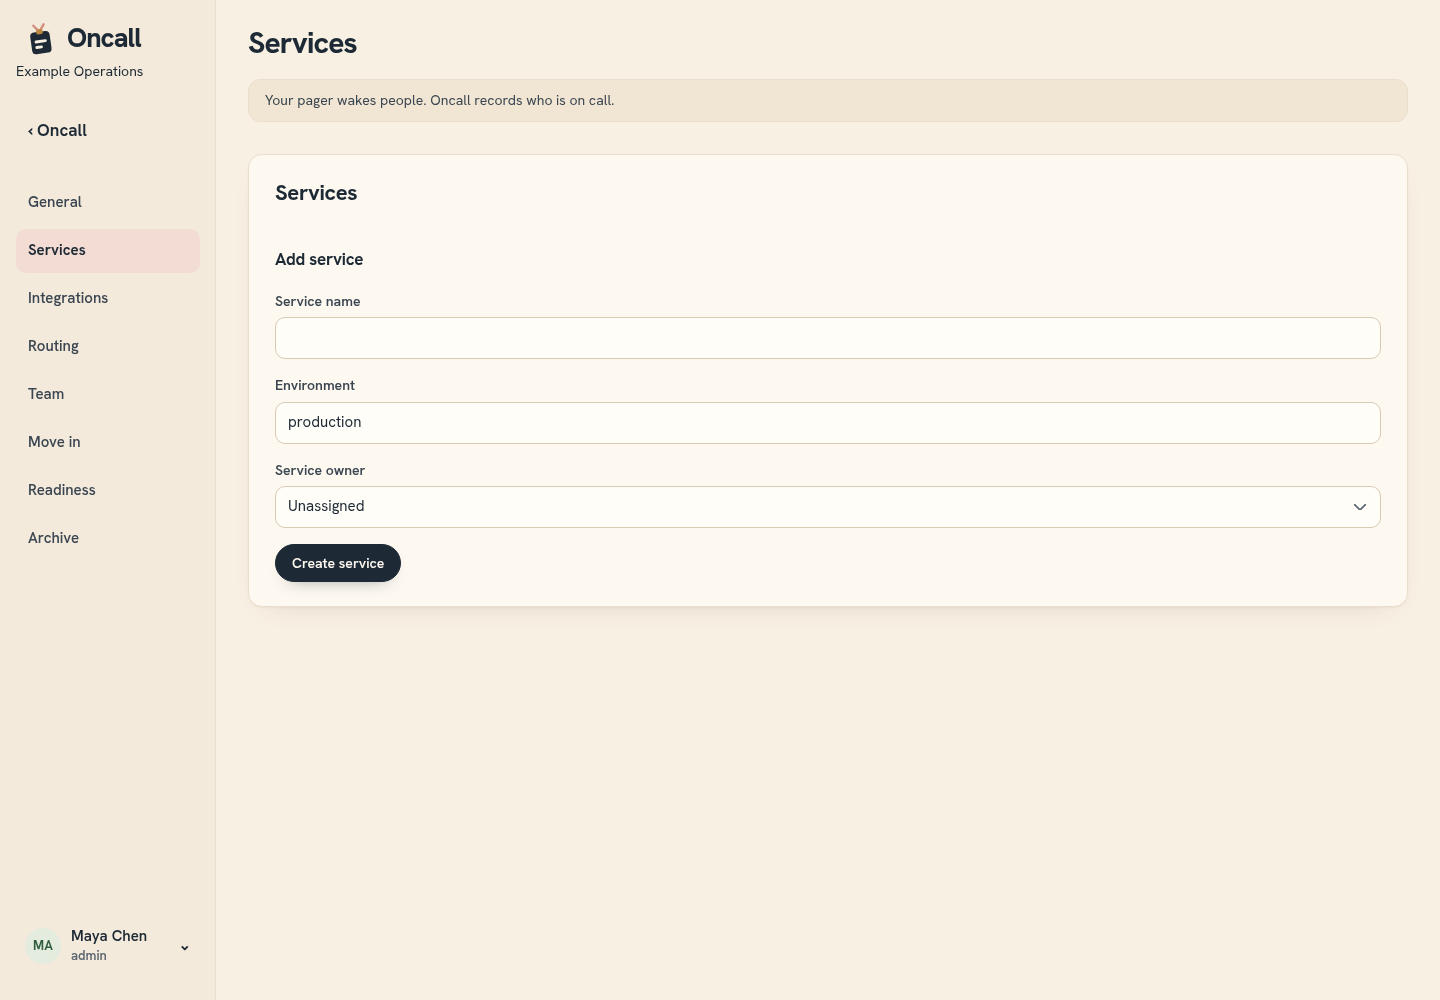 Oncall
Example Operations
‹ Oncall
General
Services
Integrations
Routing
Team
Move in
Readiness
Archive
MA
Maya Chen
admin
Services
Your pager wakes people. Oncall records who is on call.
Services
Add service
Service name
Environment
production
Service owner
Unassigned
Create service